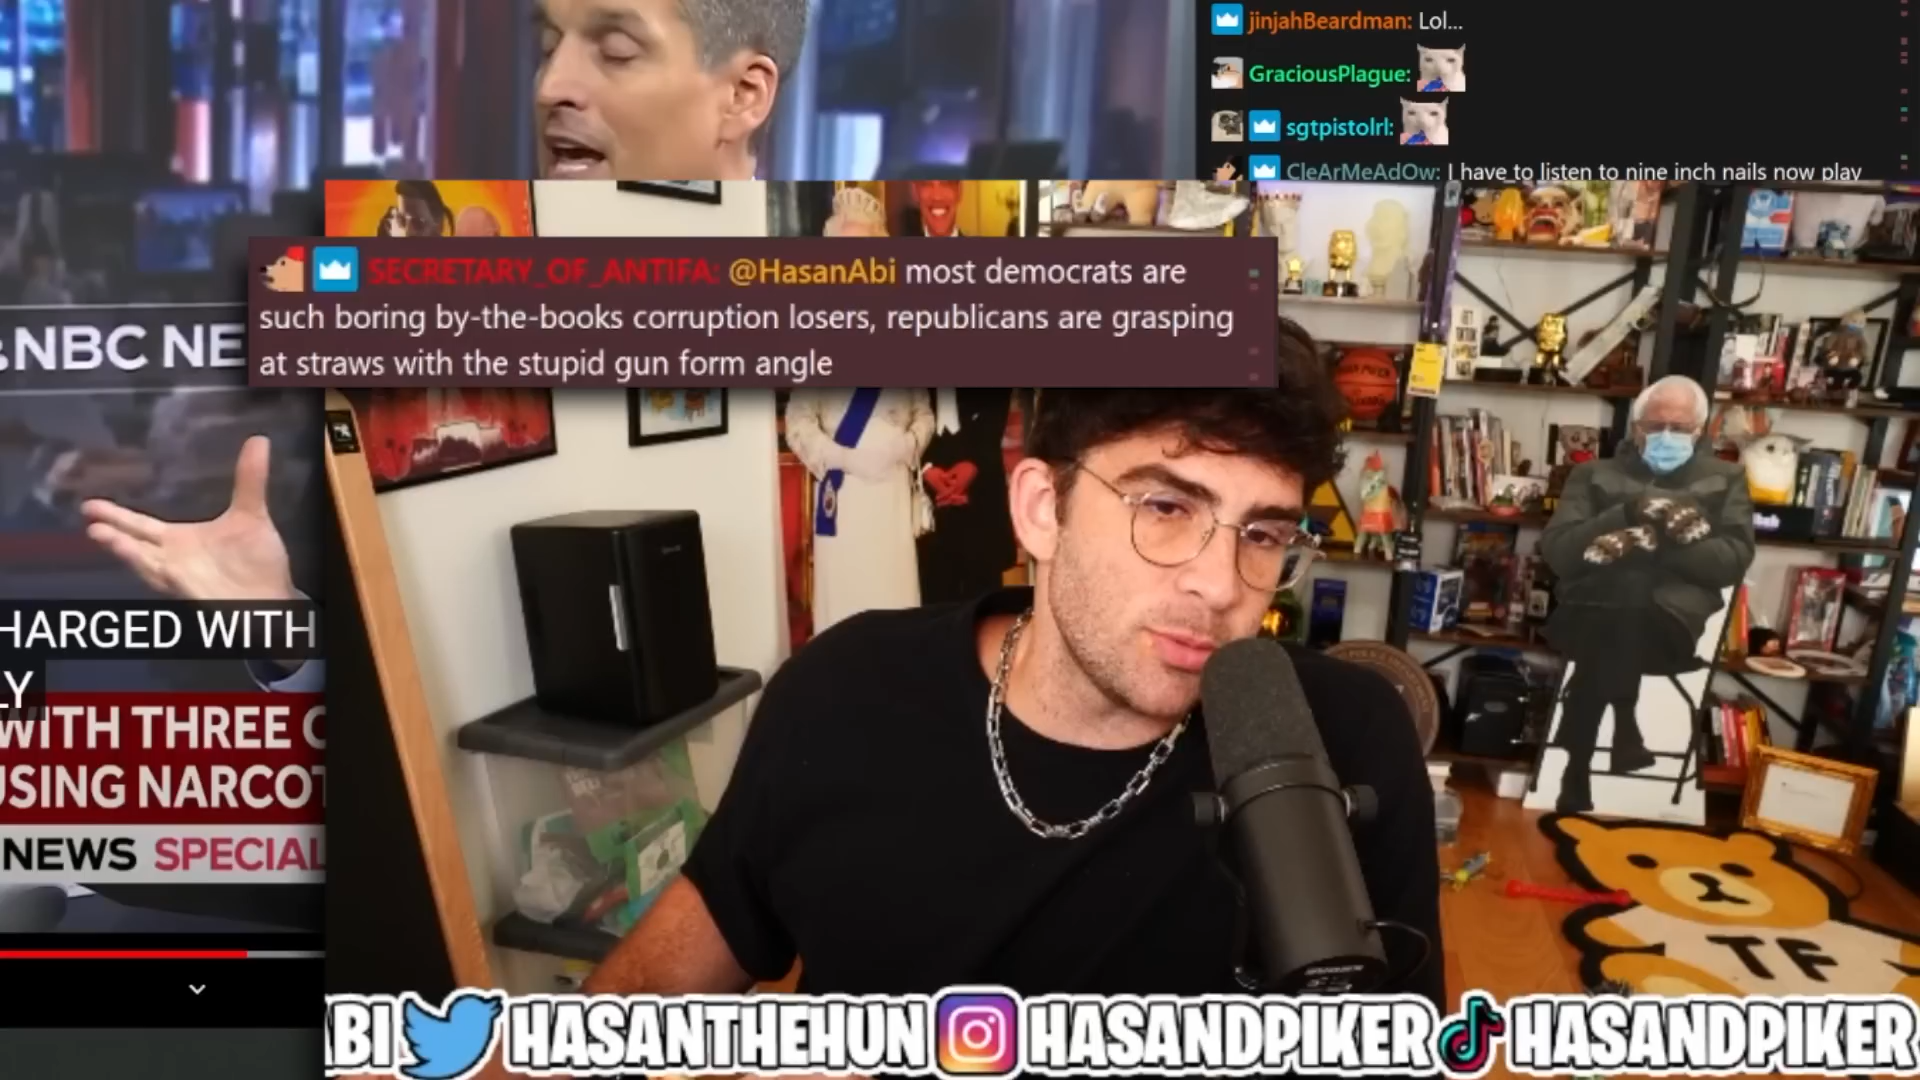 jinjahBeardman: Lol...
GraciousPlague:
sgtpistolrl:
CleArMeAdOw: I have to listen to nine inch nails now play
SECRETARY_OF_ANTIFA: @HasanAbi most democrats are
such boring by-the-books corruption losers, republicans are grasping
at straws with the stupid gun form angle
NBC NE
HARGED WITH
LY
WITH THREE C
USING NARCOT
NEWS SPECIAL
TF
ABI HASANTHEHUN HASANDPIKER HASANDPIKER